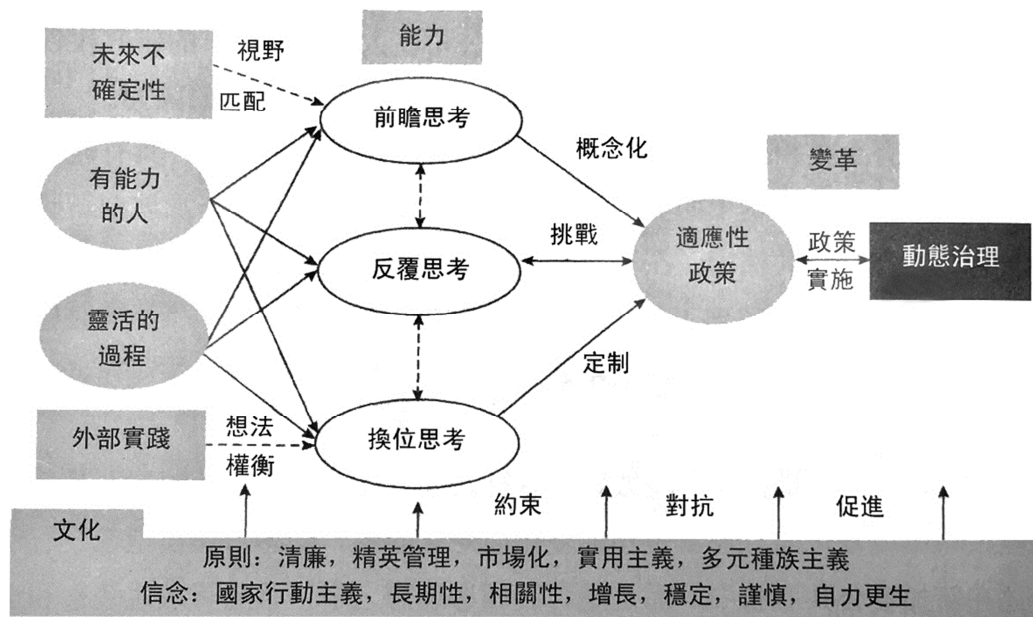 能力
未來不
確定性
視野
匹配
前瞻思考
概念化
變革
有能力
的人
反覆思考
挑戰
適應性
政策
政策
實施
動態治理
靈活的
過程
定制
外部實踐
想法
權衡
換位思考
約束
對抗
促進
文化
原則：清廉，精英管理，市場化，實用主義，多元種族主義
信念：國家行動主義，長期性，相關性，增長，穩定，謹慎，自力更生